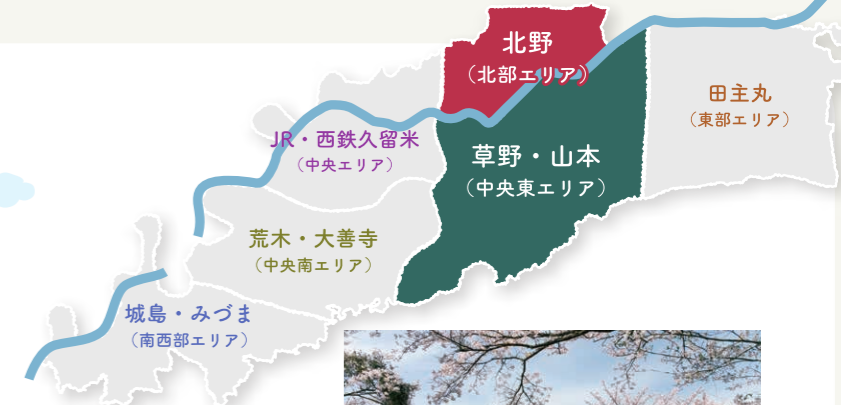 北野
（北部エリア）
田主丸
（東部エリア）
JR・西鉄久留米
（中央エリア）
草野・山本
（中央東エリア）
荒木・大善寺
（中央南エリア）
城島・みづま
（南西部エリア）